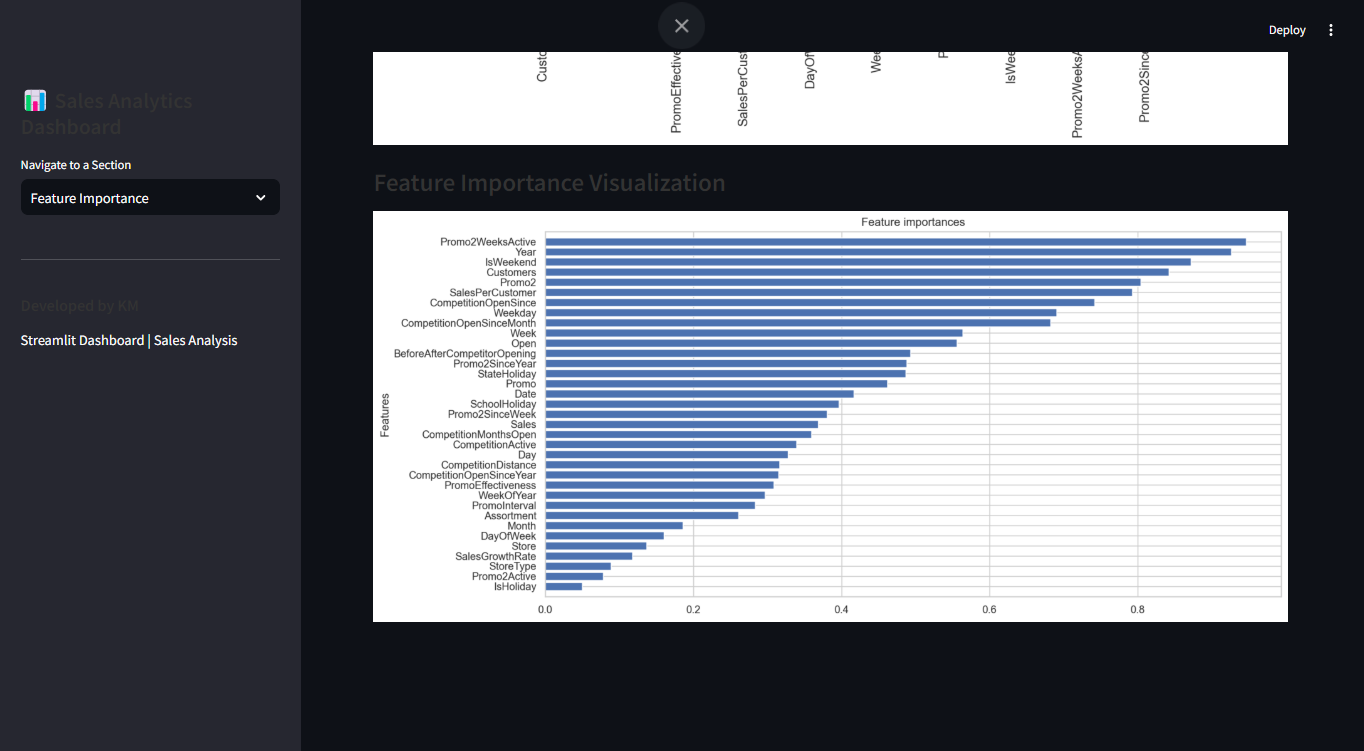 Deploy
📊 Sales Analytics
Dashboard
Navigate to a Section
Feature Importance
Developed by KM
Streamlit Dashboard | Sales Analysis
PromoEffective
SalesPerCus
Promo2WeeksA
Promo2Sinc
Feature Importance Visualization
Feature importances
Features
Promo2WeeksActive
Year
IsWeekend
Customers
Promo2
SalesPerCustomer
CompetitionOpenSince
Weekday
CompetitionOpenSinceMonth
Week
Open
BeforeAfterCompetitorOpening
Promo2SinceYear
StateHoliday
Promo
Date
SchoolHoliday
Promo2SinceWeek
Sales
CompetitionMonthsOpen
CompetitionActive
Day
CompetitionDistance
CompetitionOpenSinceYear
PromoEffectiveness
WeekOfYear
PromoInterval
Assortment
Month
DayOfWeek
Store
SalesGrowthRate
StoreType
Promo2Active
IsHoliday
0.0 0.2 0.4 0.6 0.8